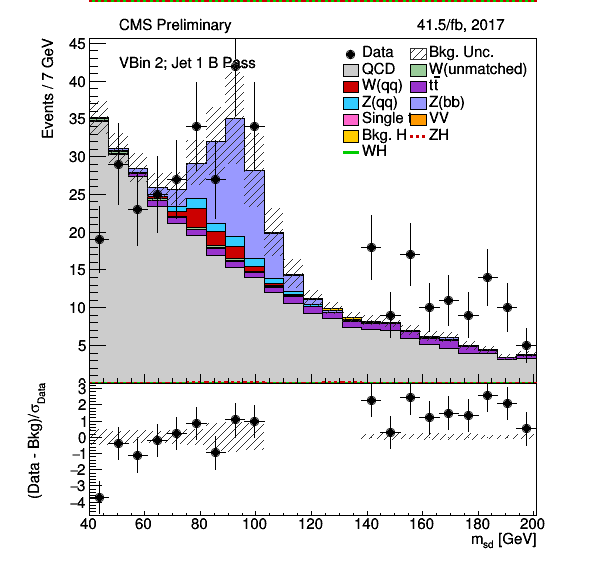 CMS Preliminary 41.5/fb, 2017
Events / 7 GeV
VBin 2; Jet 1 B Pass
Data Bkg. Unc.
QCD W(unmatched)
W(qq) tt̄
Z(qq) Z(bb)
Single t VV
Bkg. H ZH
WH
45
40
35
30
25
20
15
10
5
(Data - Bkg)/σData
3
2
1
0
−1
−2
−3
−4
40 60 80 100 120 140 160 180 200
msd [GeV]